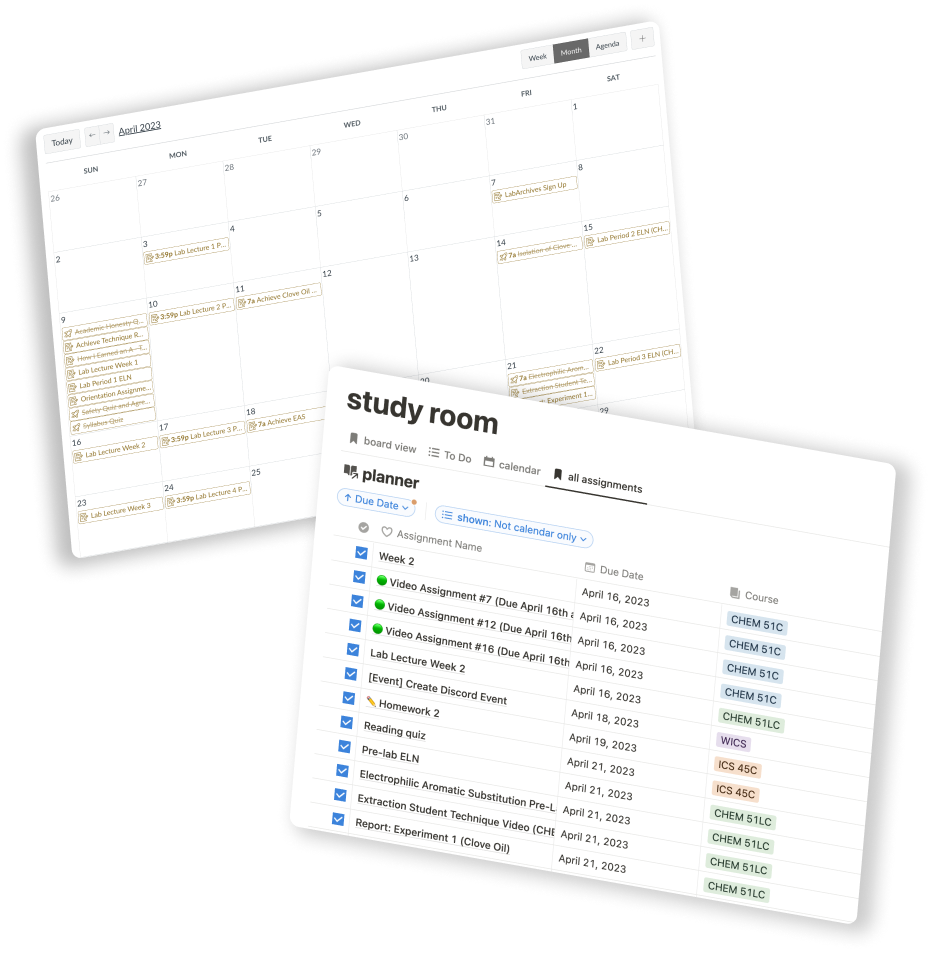 Week Month Agenda +
Today ← → April 2023
SUN MON TUE WED THU FRI SAT
26 27 28 29 30 31 1
2 3 4 5 6 7 8
3:59p Lab Lecture 1 P...
LabArchives Sign Up
9 10 11 12 13 14 15
Academic Honesty Q...
Achieve Technique R...
How I Earned an A - T...
Lab Lecture Week 1
Lab Period 1 ELN
Orientation Assignme...
Safety Quiz and Agre...
Syllabus Quiz
3:59p Lab Lecture 2 P...
7a Achieve Clove Oil ...
7a Isolation of Clove ...
Lab Period 2 ELN (CH...
16 17 18 20 21 22
Lab Lecture Week 2
3:59p Lab Lecture 3 P...
7a Achieve EAS
7a Electrophilic Arom...
Extraction Student Te...
Experiment 1...
Lab Period 3 ELN (CH...
23 24 25 29
Lab Lecture Week 3
3:59p Lab Lecture 4 P...
study room
board view To Do calendar all assignments
planner
↑ Due Date shown: Not calendar only
Assignment Name Due Date Course
Week 2 April 16, 2023 CHEM 51C
Video Assignment #7 (Due April 16th a April 16, 2023 CHEM 51C
Video Assignment #12 (Due April 16th April 16, 2023 CHEM 51C
Video Assignment #16 (Due April 16th April 16, 2023 CHEM 51C
Lab Lecture Week 2 April 16, 2023 CHEM 51LC
[Event] Create Discord Event April 18, 2023 WICS
✏️ Homework 2 April 19, 2023 ICS 45C
Reading quiz April 21, 2023 ICS 45C
Pre-lab ELN April 21, 2023 CHEM 51LC
Electrophilic Aromatic Substitution Pre-L April 21, 2023 CHEM 51LC
Extraction Student Technique Video (CHE April 21, 2023 CHEM 51LC
Report: Experiment 1 (Clove Oil) April 21, 2023 CHEM 51LC